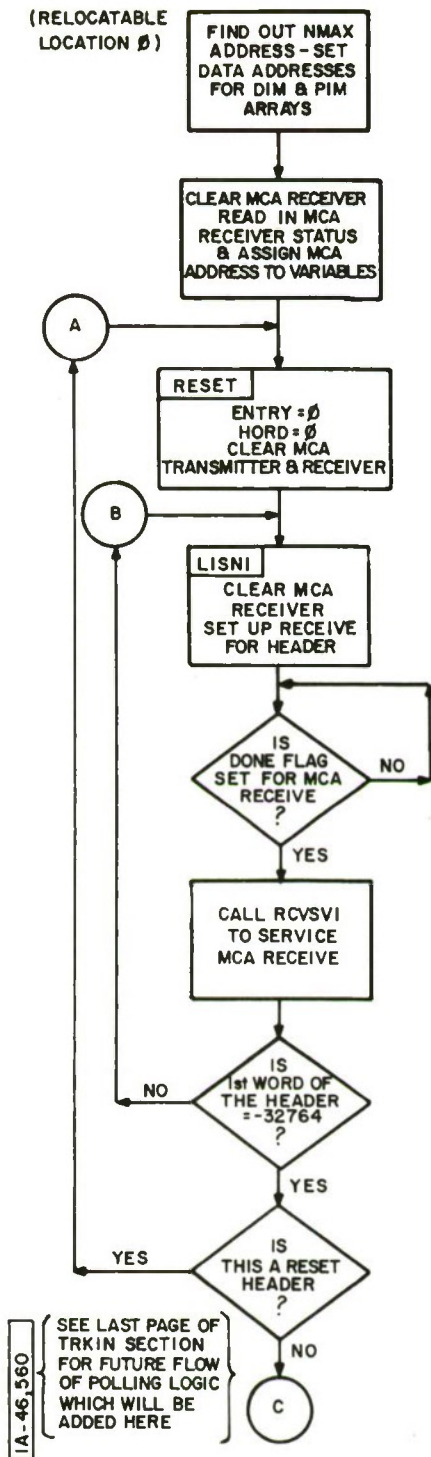 (RELOCATABLE
LOCATION Ø)
FIND OUT NMAX
ADDRESS - SET
DATA ADDRESSES
FOR DIM & PIM
ARRAYS
CLEAR MCA RECEIVER
READ IN MCA
RECEIVER STATUS
& ASSIGN MCA
ADDRESS TO VARIABLES
A
RESET
ENTRY = Ø
HORD = Ø
CLEAR MCA
TRANSMITTER & RECEIVER
B
LISNI
CLEAR MCA
RECEIVER
SET UP RECEIVE
FOR HEADER
IS
DONE FLAG
SET FOR MCA
RECEIVE
?
NO
YES
CALL RCVSVI
TO SERVICE
MCA RECEIVE
IS
1st WORD OF
THE HEADER
=-32764
?
NO
YES
IS
THIS A RESET
HEADER
?
YES
NO
SEE LAST PAGE OF
TRKIN SECTION
FOR FUTURE FLOW
OF POLLING LOGIC
WHICH WILL BE
ADDED HERE
C
IA-46,560